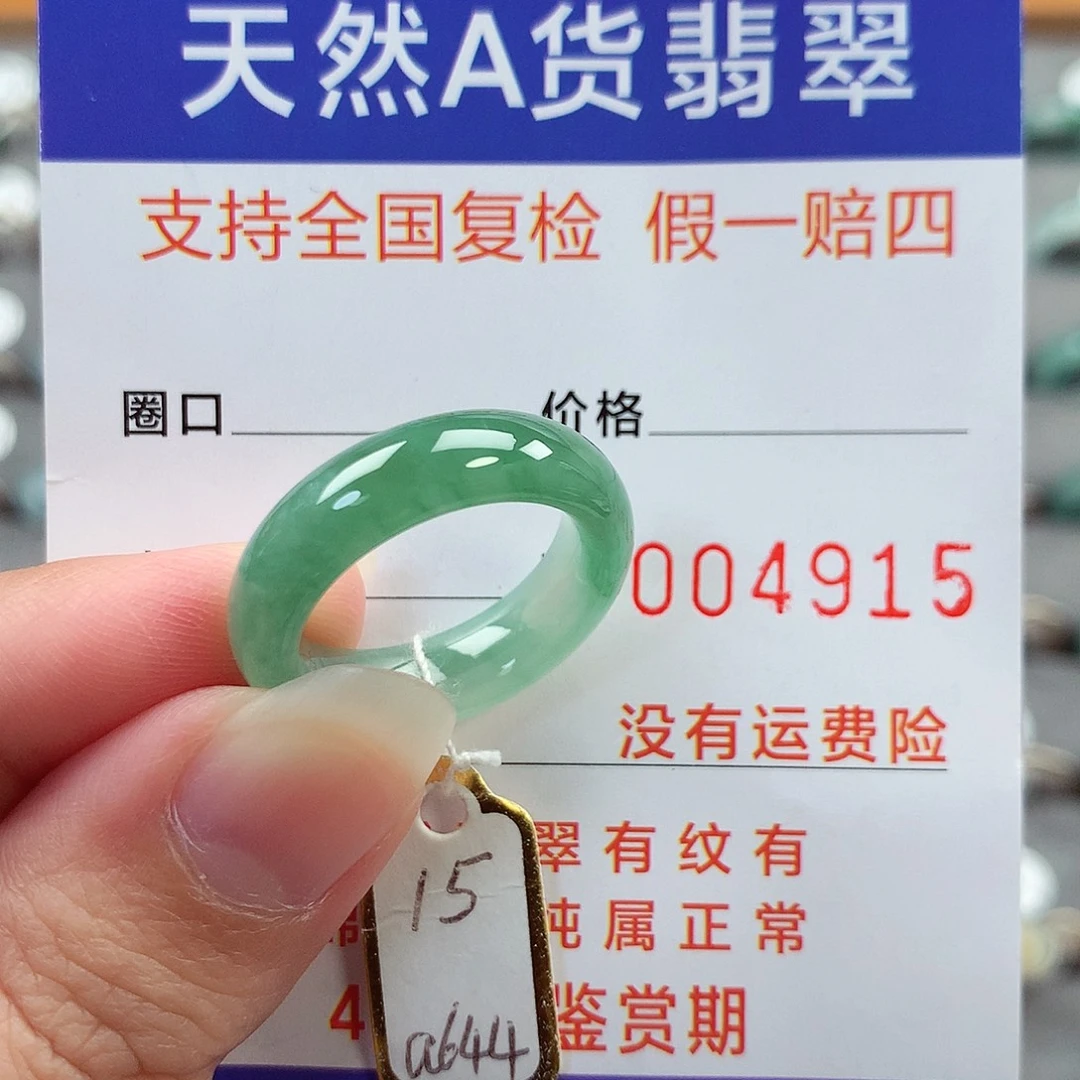 天然A货翡翠
支持全国复检 假一赔四
圈口 价格
004915
没有运费险
翠有纹有
纯属正常
4 鉴赏期
15
a644